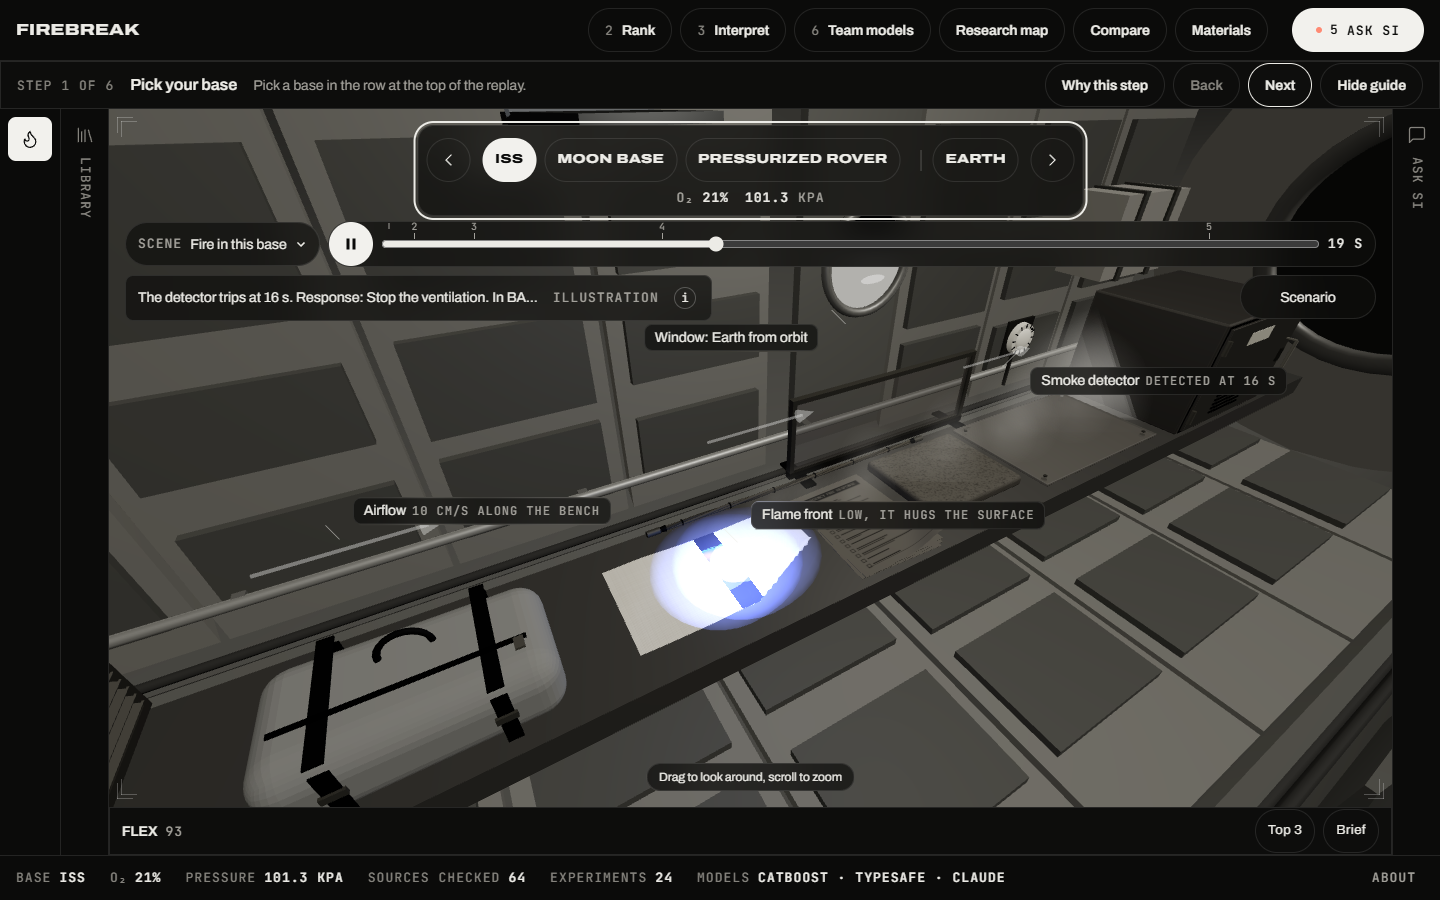 FIREBREAK
2 Rank
3 Interpret
6 Team models
Research map
Compare
Materials
5 ASK SI
STEP 1 OF 6 Pick your base Pick a base in the row at the top of the replay.
Why this step
Back
Next
Hide guide
LIBRARY
ASK SI
ISS
MOON BASE
PRESSURIZED ROVER
EARTH
O₂ 21% 101.3 KPA
SCENE Fire in this base
1 2 3 4 5
19 S
The detector trips at 16 s. Response: Stop the ventilation. In BA... ILLUSTRATION i
Scenario
Window: Earth from orbit
Smoke detector DETECTED AT 16 S
Airflow 10 CM/S ALONG THE BENCH
Flame front LOW, IT HUGS THE SURFACE
Drag to look around, scroll to zoom
FLEX 93
Top 3
Brief
BASE ISS O₂ 21% PRESSURE 101.3 KPA SOURCES CHECKED 64 EXPERIMENTS 24 MODELS CATBOOST · TYPESAFE · CLAUDE
ABOUT